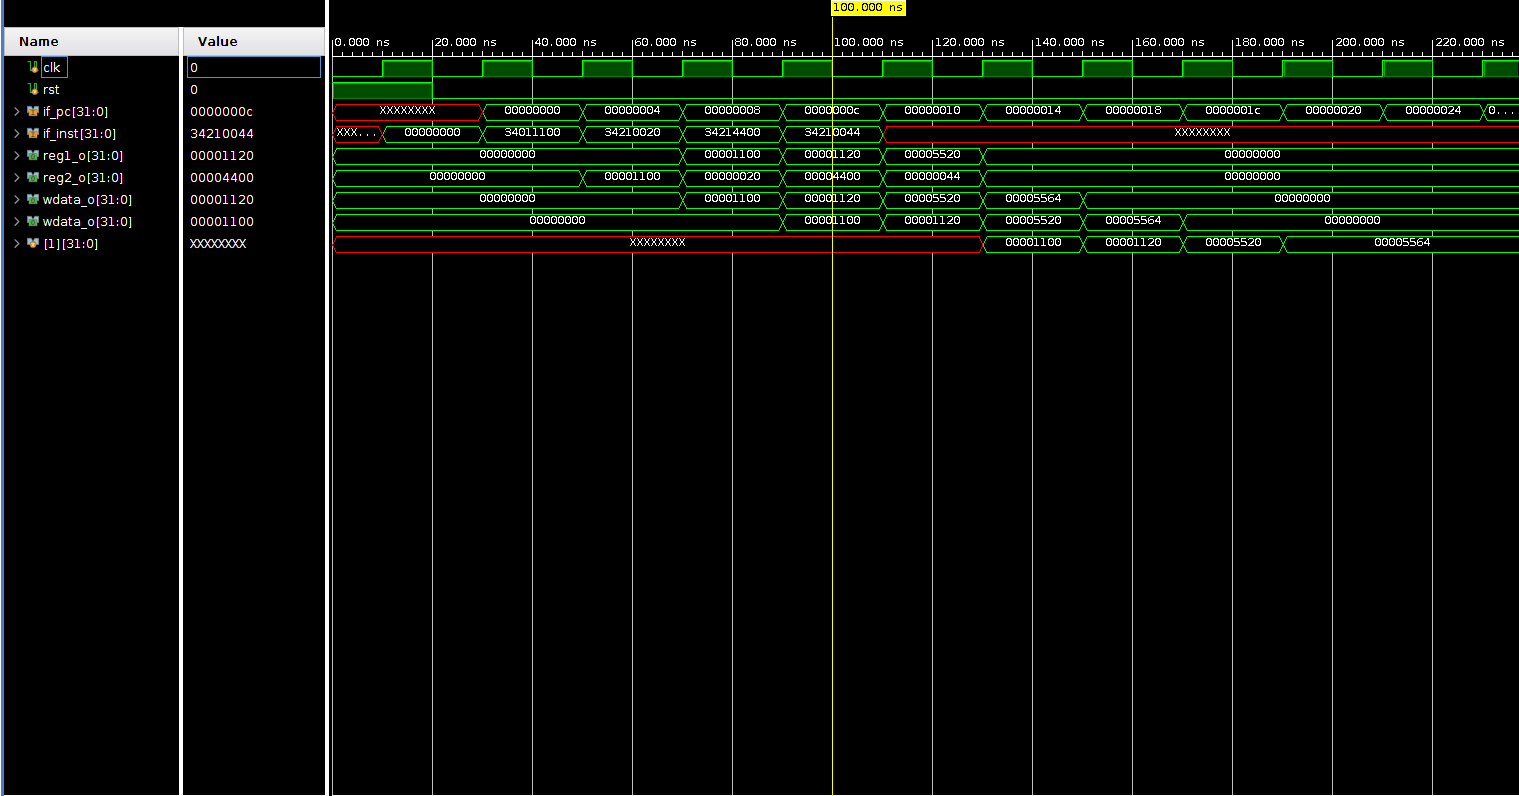 100.000 ns
Name Value 0.000 ns 20.000 ns 40.000 ns 60.000 ns 80.000 ns 100.000 ns 120.000 ns 140.000 ns 160.000 ns 180.000 ns 200.000 ns 220.000 ns
clk 0
rst 0
if_pc[31:0] 0000000c XXXXXXXX 00000000 00000004 00000008 0000000c 00000010 00000014 00000018 0000001c 00000020 00000024 0...
if_inst[31:0] 34210044 XXX... 00000000 34011100 34210020 34214400 34210044 XXXXXXXX
reg1_o[31:0] 00001120 00000000 00001100 00001120 00005520 00000000
reg2_o[31:0] 00004400 00000000 00001100 00000020 00004400 00000044 00000000
wdata_o[31:0] 00001120 00000000 00001100 00001120 00005520 00005564 00000000
wdata_o[31:0] 00001100 00000000 00001100 00001120 00005520 00005564 00000000
[1][31:0] XXXXXXXX XXXXXXXX 00001100 00001120 00005520 00005564